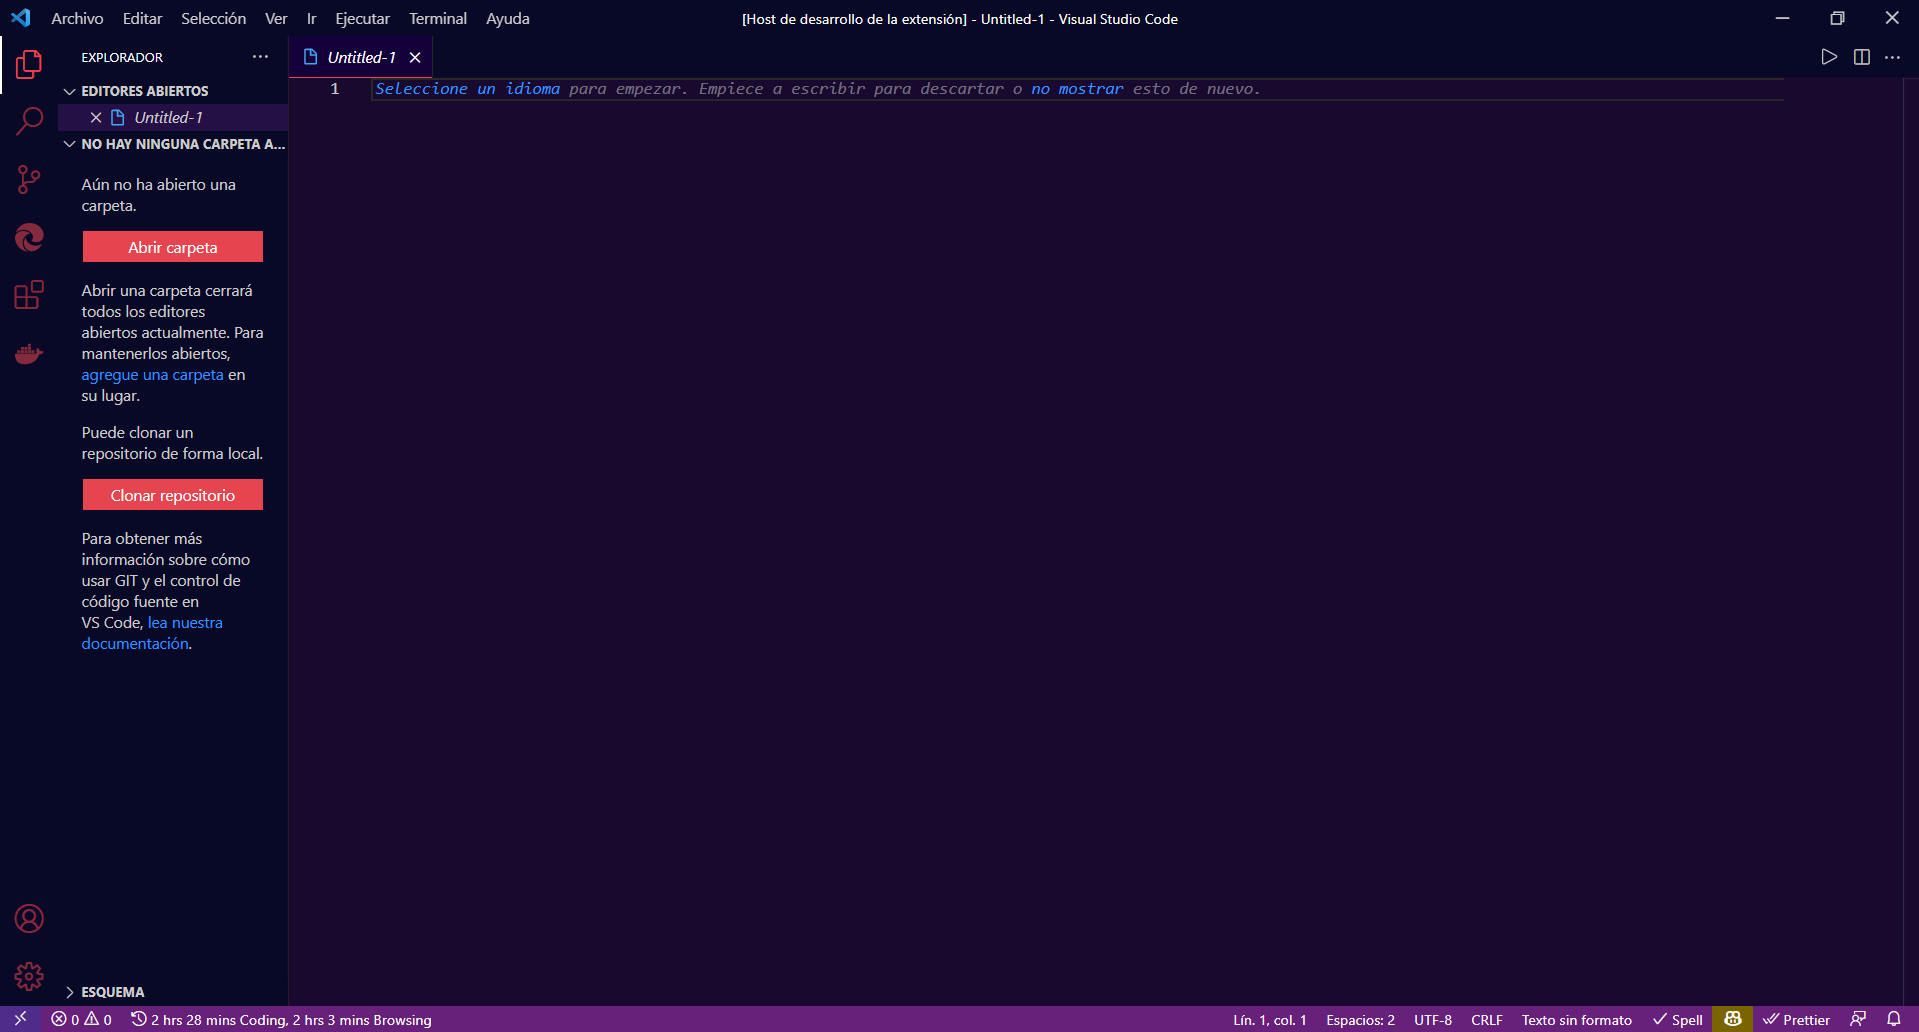 Archivo Editar Selección Ver Ir Ejecutar Terminal Ayuda
[Host de desarrollo de la extensión] - Untitled-1 - Visual Studio Code
EXPLORADOR
EDITORES ABIERTOS
Untitled-1
NO HAY NINGUNA CARPETA A...
Aún no ha abierto una
carpeta.
Abrir carpeta
Abrir una carpeta cerrará
todos los editores
abiertos actualmente. Para
mantenerlos abiertos,
agregue una carpeta en
su lugar.
Puede clonar un
repositorio de forma local.
Clonar repositorio
Para obtener más
información sobre cómo
usar GIT y el control de
código fuente en
VS Code, lea nuestra
documentación.
ESQUEMA
Untitled-1
1 Seleccione un idioma para empezar. Empiece a escribir para descartar o no mostrar esto de nuevo.
0 0 2 hrs 28 mins Coding, 2 hrs 3 mins Browsing
Lín. 1, col. 1 Espacios: 2 UTF-8 CRLF Texto sin formato Spell Prettier